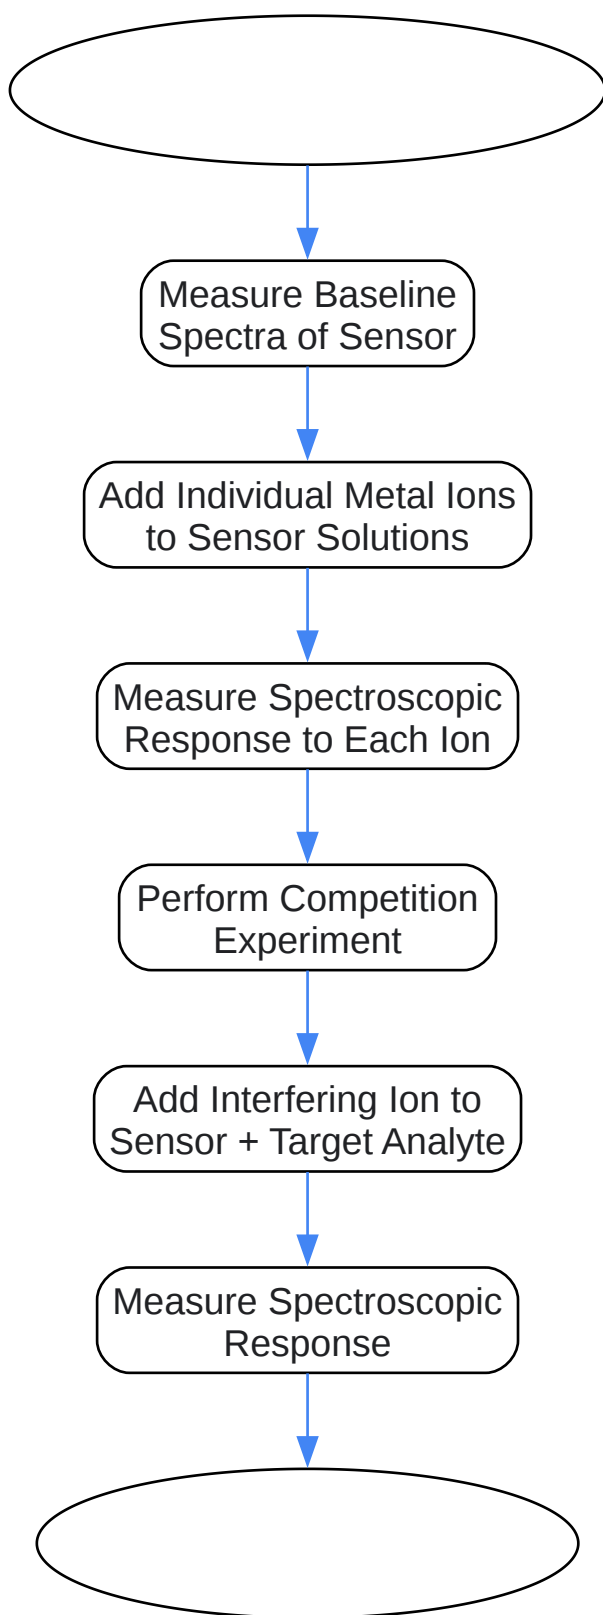 Measure Baseline
Spectra of Sensor
Add Individual Metal Ions
to Sensor Solutions
Measure Spectroscopic
Response to Each Ion
Perform Competition
Experiment
Add Interfering Ion to
Sensor + Target Analyte
Measure Spectroscopic
Response